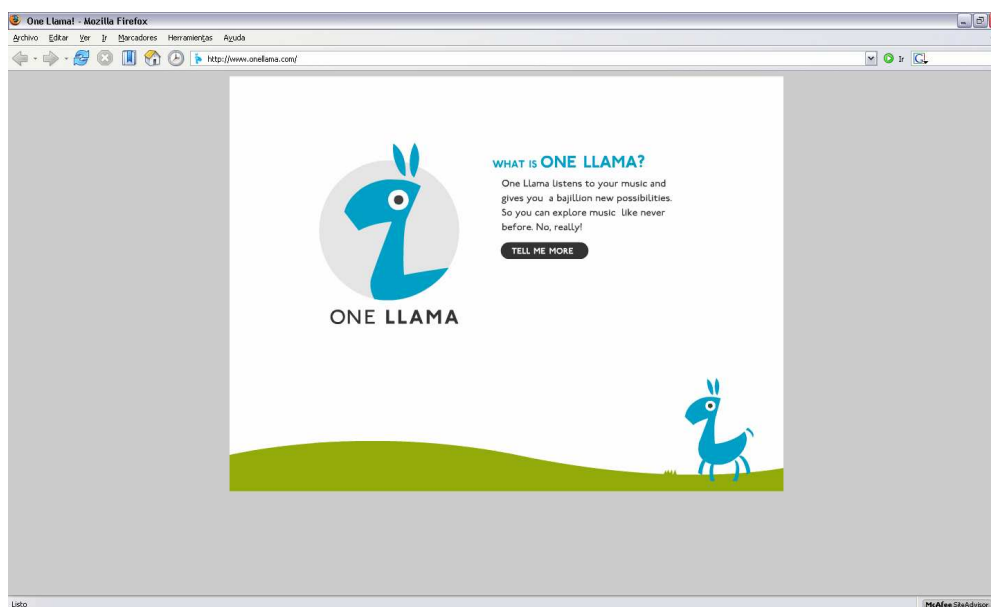 One Llama! - Mozilla Firefox
Archivo Editar Ver Ir Marcadores Herramientas Ayuda
http://www.onellama.com/ Ir
WHAT IS ONE LLAMA?
One Llama listens to your music and
gives you a bajillion new possibilities.
So you can explore music like never
before. No, really!
TELL ME MORE
ONE LLAMA
Listo McAfee SiteAdvisor